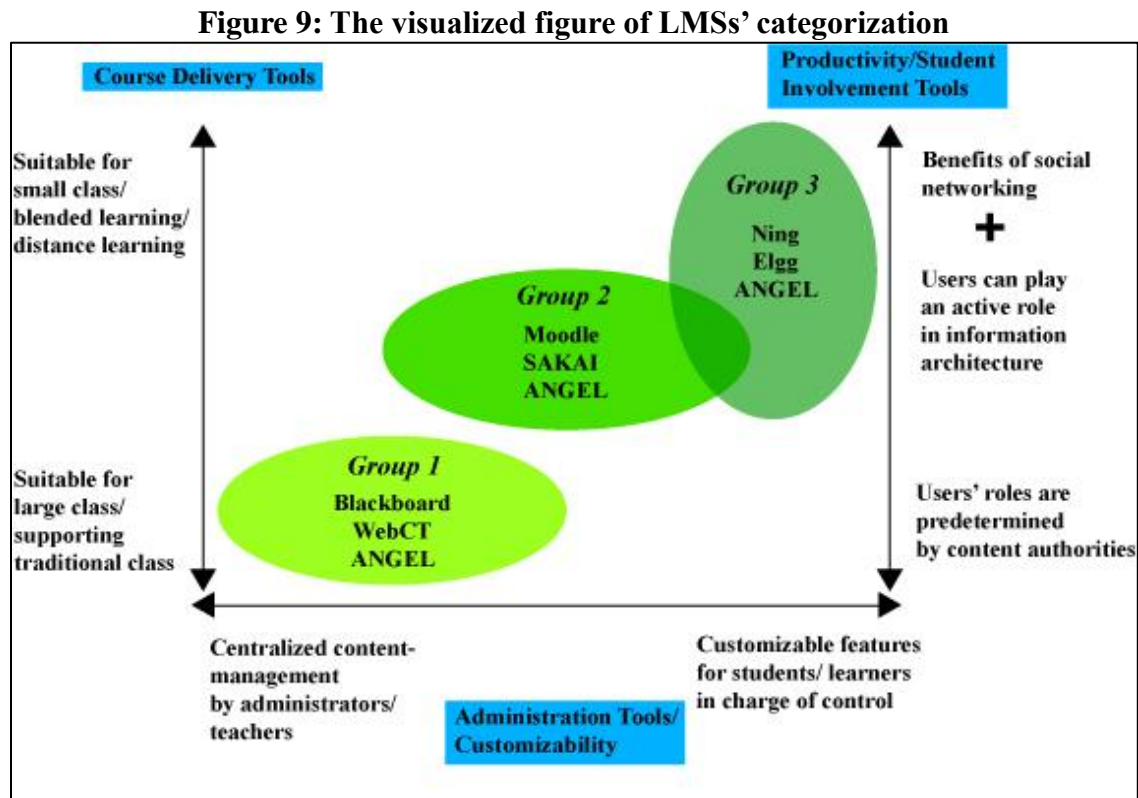 Figure 9: The visualized figure of LMSs’ categorization
Course Delivery Tools
Productivity/Student
Involvement Tools
Suitable for
small class/
blended learning/
distance learning
Suitable for
large class/
supporting
traditional class
Group 1
Blackboard
WebCT
ANGEL
Group 2
Moodle
SAKAI
ANGEL
Group 3
Ning
Elgg
ANGEL
Benefits of social
networking
+
Users can play
an active role
in information
architecture
Users’ roles are
predetermined
by content authorities
Centralized content-
management
by administrators/
teachers
Customizable features
for students/ learners
in charge of control
Administration Tools/
Customizability